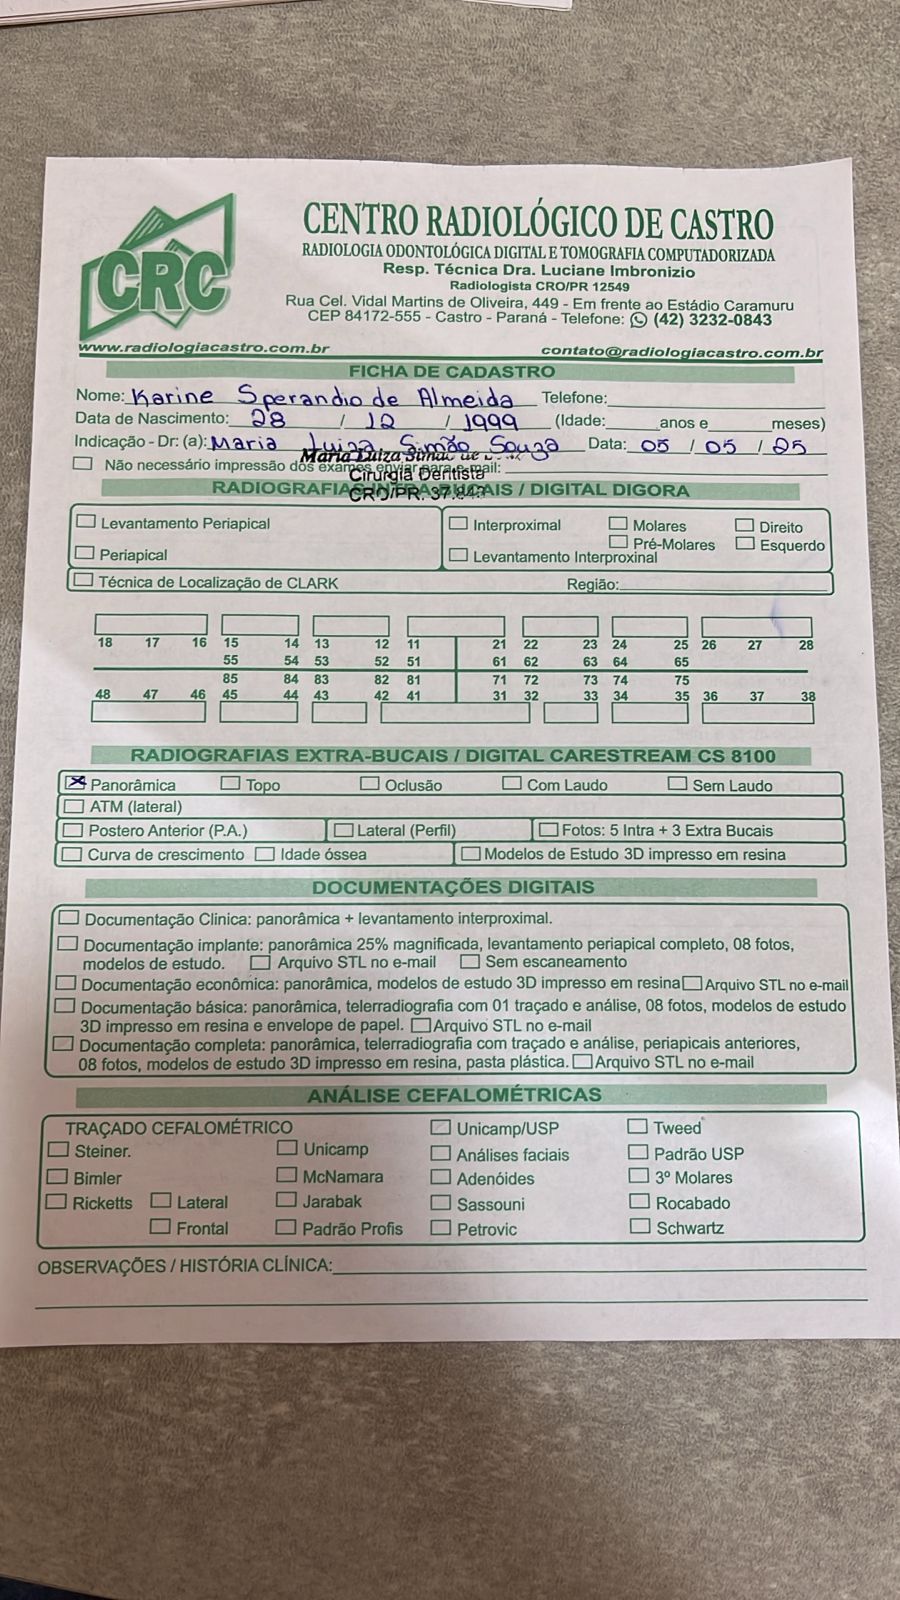 CRC
CENTRO RADIOLÓGICO DE CASTRO
RADIOLOGIA ODONTOLÓGICA DIGITAL E TOMOGRAFIA COMPUTADORIZADA
Resp. Técnica Dra. Luciane Imbronizio
Radiologista CRO/PR 12549
Rua Cel. Vidal Martins de Oliveira, 449 - Em frente ao Estádio Caramuru
CEP 84172-555 - Castro - Paraná - Telefone: (42) 3232-0843
www.radiologiacastro.com.br contato@radiologiacastro.com.br
FICHA DE CADASTRO
Nome: Karine Sperandio de Almeida Telefone:
Data de Nascimento: 28 / 12 / 1999 (Idade: anos e meses)
Indicação - Dr: (a): Maria Luiza Simão Souza Data: 05 / 05 / 25
Maria Luiza Simão de
Não necessário impressão dos exames enviar para e-mail:
Cirurgiã Dentista
RADIOGRAFIAS INTRA-BUCAIS / DIGITAL DIGORA
CRO/PR. 37.843
Levantamento Periapical Interproximal Molares Direito
Periapical Levantamento Interproxinal Pré-Molares Esquerdo
Técnica de Localização de CLARK Região:
18 17 16 15 14 13 12 11 21 22 23 24 25 26 27 28
55 54 53 52 51 61 62 63 64 65
85 84 83 82 81 71 72 73 74 75
48 47 46 45 44 43 42 41 31 32 33 34 35 36 37 38
RADIOGRAFIAS EXTRA-BUCAIS / DIGITAL CARESTREAM CS 8100
X Panorâmica Topo Oclusão Com Laudo Sem Laudo
ATM (lateral)
Postero Anterior (P.A.) Lateral (Perfil) Fotos: 5 Intra + 3 Extra Bucais
Curva de crescimento Idade óssea Modelos de Estudo 3D impresso em resina
DOCUMENTAÇÕES DIGITAIS
Documentação Clinica: panorâmica + levantamento interproximal.
Documentação implante: panorâmica 25% magnificada, levantamento periapical completo, 08 fotos,
modelos de estudo. Arquivo STL no e-mail Sem escaneamento
Documentação econômica: panorâmica, modelos de estudo 3D impresso em resina Arquivo STL no e-mail
Documentação básica: panorâmica, telerradiografia com 01 traçado e análise, 08 fotos, modelos de estudo
3D impresso em resina e envelope de papel. Arquivo STL no e-mail
Documentação completa: panorâmica, telerradiografia com traçado e análise, periapicais anteriores,
08 fotos, modelos de estudo 3D impresso em resina, pasta plástica. Arquivo STL no e-mail
ANÁLISE CEFALOMÉTRICAS
TRAÇADO CEFALOMÉTRICO Unicamp/USP Tweed
Steiner. Unicamp Análises faciais Padrão USP
Bimler McNamara Adenóides 3º Molares
Ricketts Lateral Jarabak Sassouni Rocabado
Frontal Padrão Profis Petrovic Schwartz
OBSERVAÇÕES / HISTÓRIA CLÍNICA: